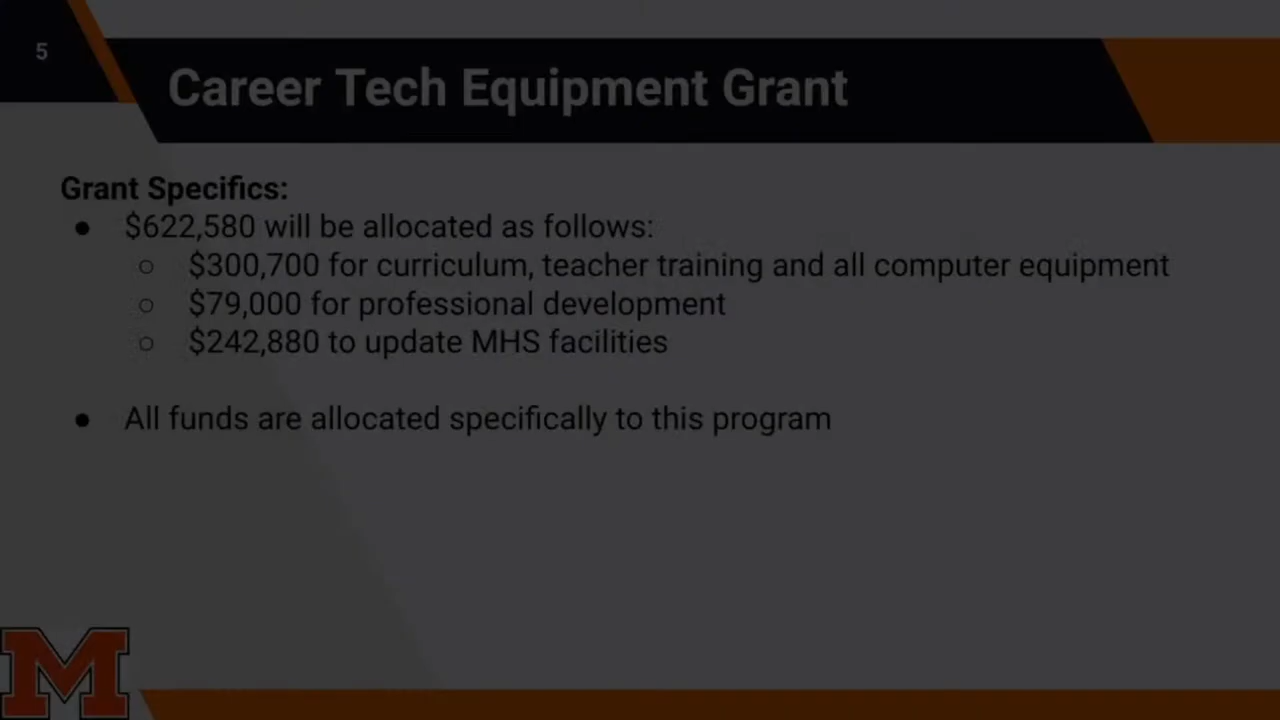 5
Career Tech Equipment Grant
Grant Specifics:
● $622,580 will be allocated as follows:
○ $300,700 for curriculum, teacher training and all computer equipment
○ $79,000 for professional development
○ $242,880 to update MHS facilities
● All funds are allocated specifically to this program
M